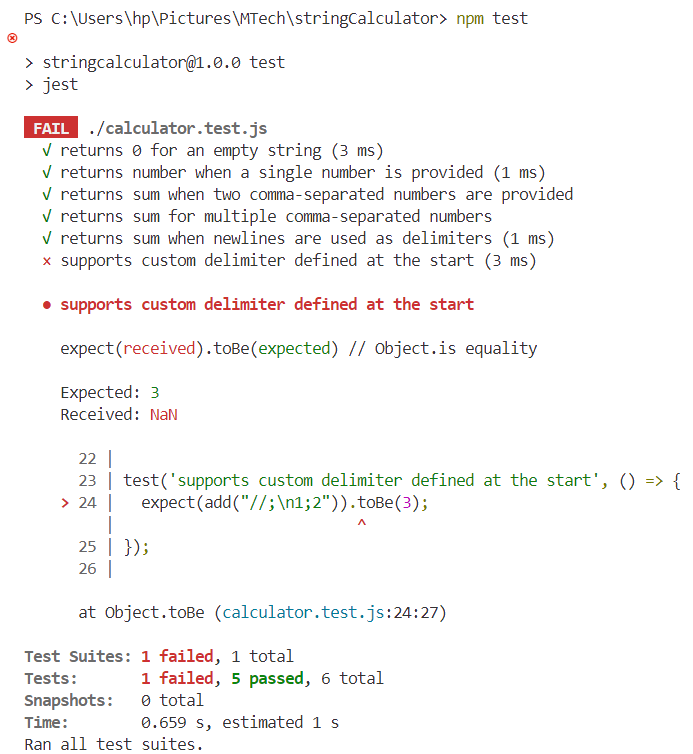 PS C:\Users\hp\Pictures\MTech\stringCalculator> npm test
> stringcalculator@1.0.0 test
> jest
FAIL ./calculator.test.js
√ returns 0 for an empty string (3 ms)
√ returns number when a single number is provided (1 ms)
√ returns sum when two comma-separated numbers are provided
√ returns sum for multiple comma-separated numbers
√ returns sum when newlines are used as delimiters (1 ms)
× supports custom delimiter defined at the start (3 ms)
● supports custom delimiter defined at the start
expect(received).toBe(expected) // Object.is equality
Expected: 3
Received: NaN
22 |
23 | test('supports custom delimiter defined at the start', () => {
> 24 |   expect(add("//;\n1;2")).toBe(3);
|                           ^
25 | });
26 |
at Object.toBe (calculator.test.js:24:27)
Test Suites: 1 failed, 1 total
Tests:       1 failed, 5 passed, 6 total
Snapshots:   0 total
Time:        0.659 s, estimated 1 s
Ran all test suites.